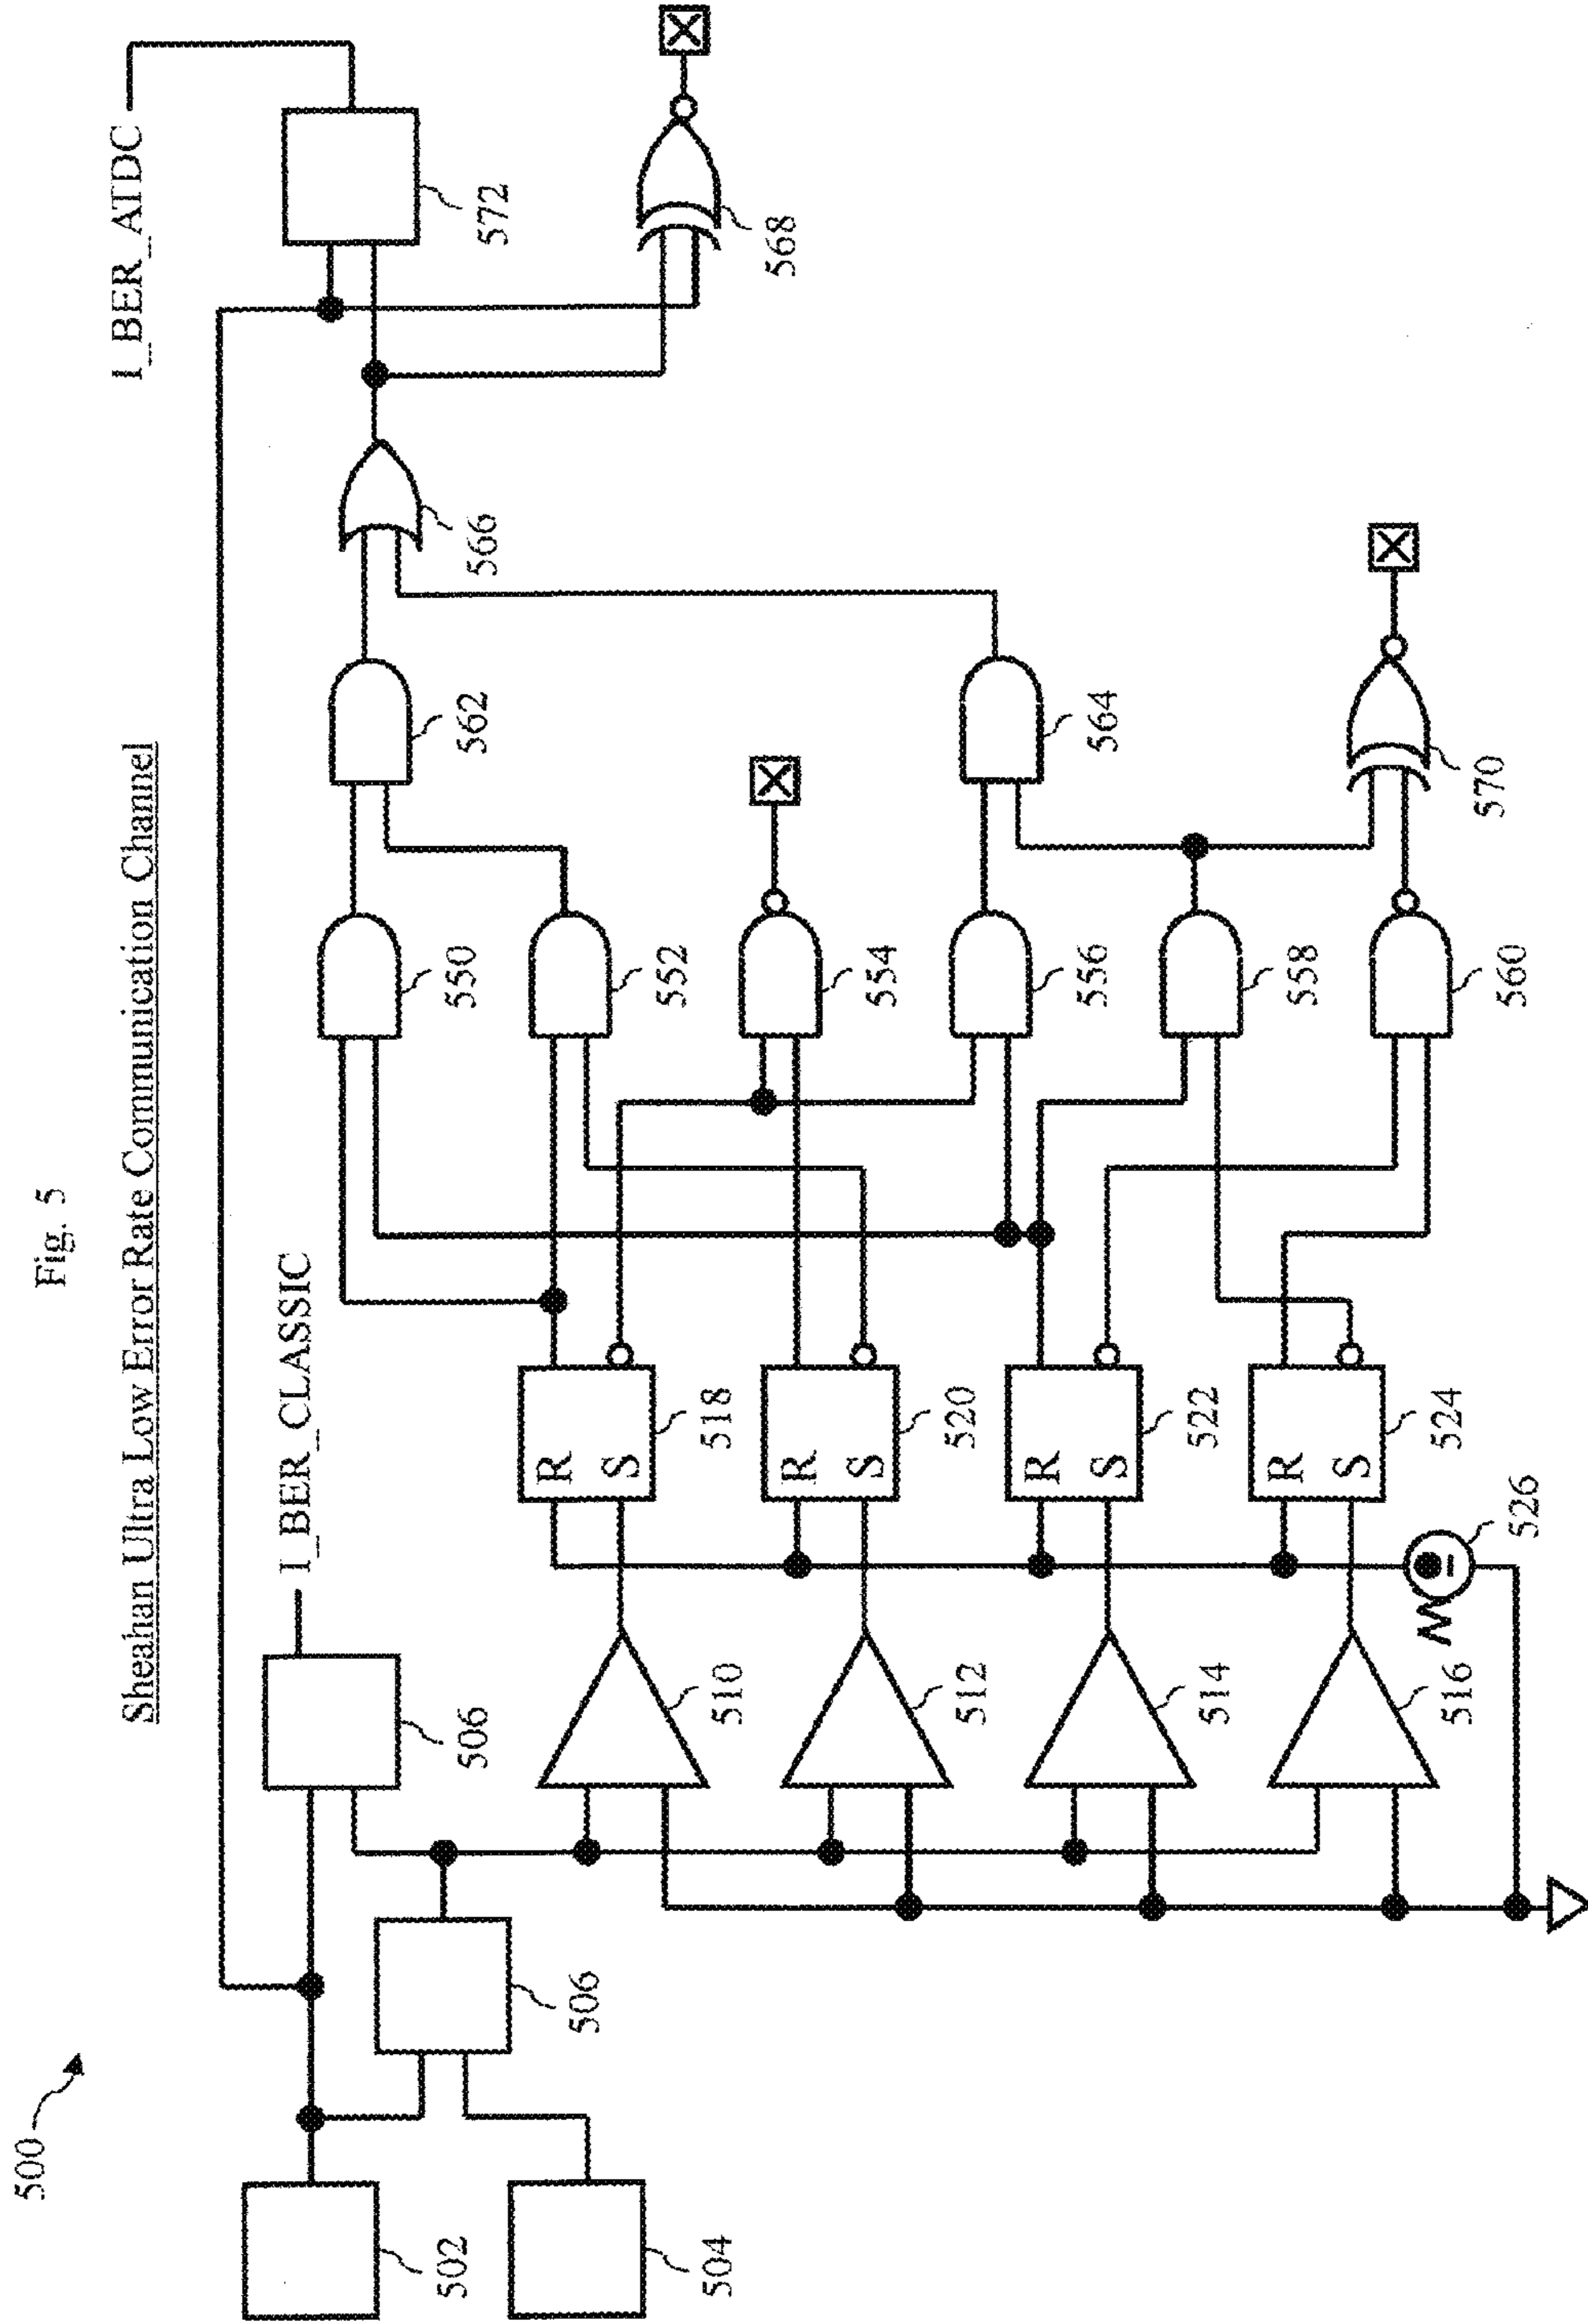 Fig. 5
Sheahan Ultra Low Error Rate Communication Channel
500
I_BER_CLASSIC
I_BER_ATDC
502
504
506
506
510
512
514
516
R
S
518
R
S
520
R
S
522
R
S
524
526
550
552
554
556
558
560
562
564
566
568
570
572